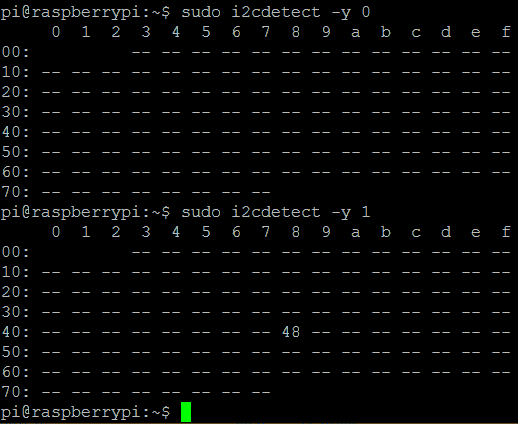 pi@raspberrypi:~$ sudo i2cdetect -y 0
     0  1  2  3  4  5  6  7  8  9  a  b  c  d  e  f
00:          -- -- -- -- -- -- -- -- -- -- -- -- --
10: -- -- -- -- -- -- -- -- -- -- -- -- -- -- -- --
20: -- -- -- -- -- -- -- -- -- -- -- -- -- -- -- --
30: -- -- -- -- -- -- -- -- -- -- -- -- -- -- -- --
40: -- -- -- -- -- -- -- -- -- -- -- -- -- -- -- --
50: -- -- -- -- -- -- -- -- -- -- -- -- -- -- -- --
60: -- -- -- -- -- -- -- -- -- -- -- -- -- -- -- --
70: -- -- -- -- -- -- -- --
pi@raspberrypi:~$ sudo i2cdetect -y 1
     0  1  2  3  4  5  6  7  8  9  a  b  c  d  e  f
00:          -- -- -- -- -- -- -- -- -- -- -- -- --
10: -- -- -- -- -- -- -- -- -- -- -- -- -- -- -- --
20: -- -- -- -- -- -- -- -- -- -- -- -- -- -- -- --
30: -- -- -- -- -- -- -- -- -- -- -- -- -- -- -- --
40: -- -- -- -- -- -- -- -- 48 -- -- -- -- -- -- --
50: -- -- -- -- -- -- -- -- -- -- -- -- -- -- -- --
60: -- -- -- -- -- -- -- -- -- -- -- -- -- -- -- --
70: -- -- -- -- -- -- -- --
pi@raspberrypi:~$